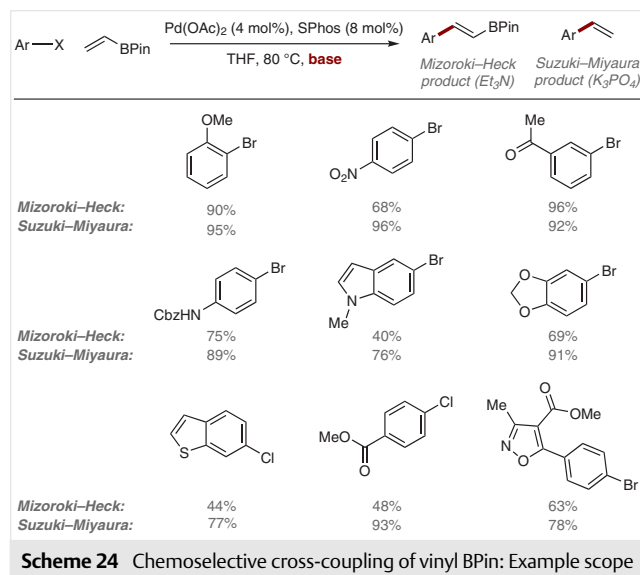 Ar—X BPin Pd(OAc)2 (4 mol%), SPhos (8 mol%) Ar BPin Ar
THF, 80 °C, base
Mizoroki–Heck product (Et3N) Suzuki–Miyaura product (K3PO4)
OMe Br O2N Br Me O Br
Mizoroki–Heck: 90% 68% 96%
Suzuki–Miyaura: 95% 96% 92%
CbzHN Br N Me Br O O Br
Mizoroki–Heck: 75% 40% 69%
Suzuki–Miyaura: 89% 76% 91%
S Cl MeO O Cl Me O OMe N O Br
Mizoroki–Heck: 44% 48% 63%
Suzuki–Miyaura: 77% 93% 78%
Scheme 24 Chemoselective cross-coupling of vinyl BPin: Example scope